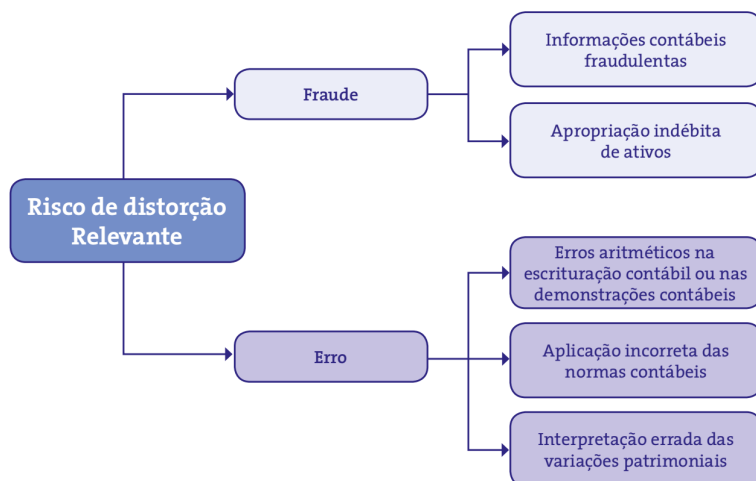 Risco de distorção
Relevante
Fraude
Informações contábeis
fraudulentas
Apropriação indébita
de ativos
Erro
Erros aritméticos na
escrituração contábil ou nas
demonstrações contábeis
Aplicação incorreta das
normas contábeis
Interpretação errada das
variações patrimoniais